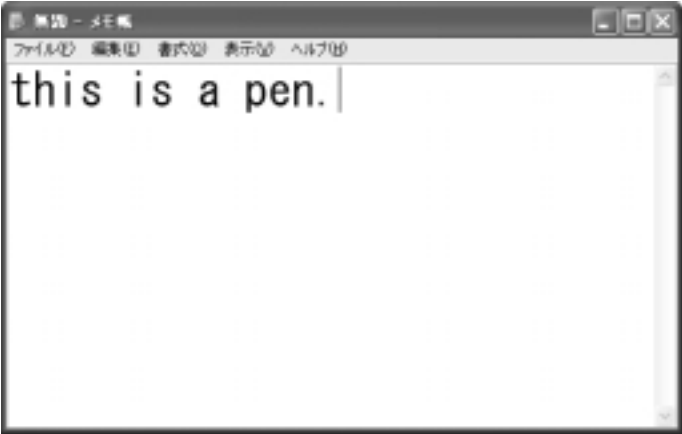 無題 - メモ帳
ファイル(F) 編集(E) 書式(O) 表示(V) ヘルプ(H)
this is a pen.